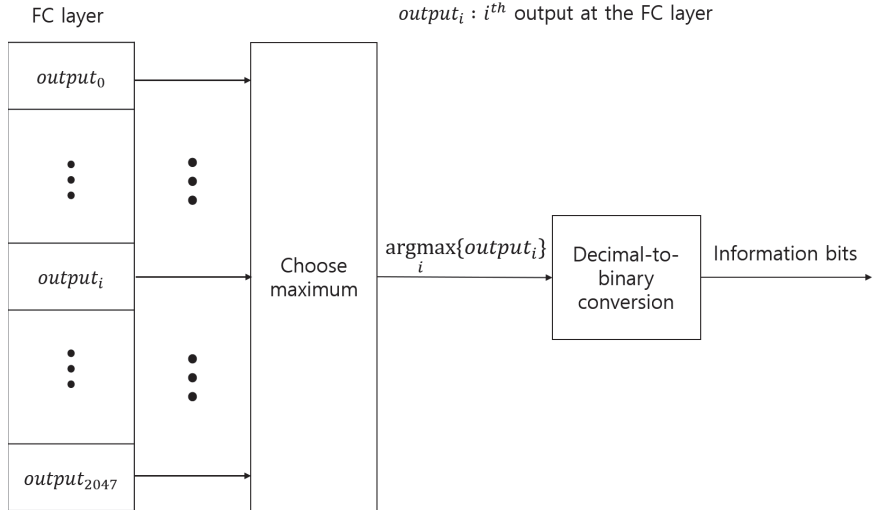 FC layer
output_i : i^th output at the FC layer
output_0
output_i
output_2047
Choose
maximum
argmax{output_i}
i
Decimal-to-
binary
conversion
Information bits